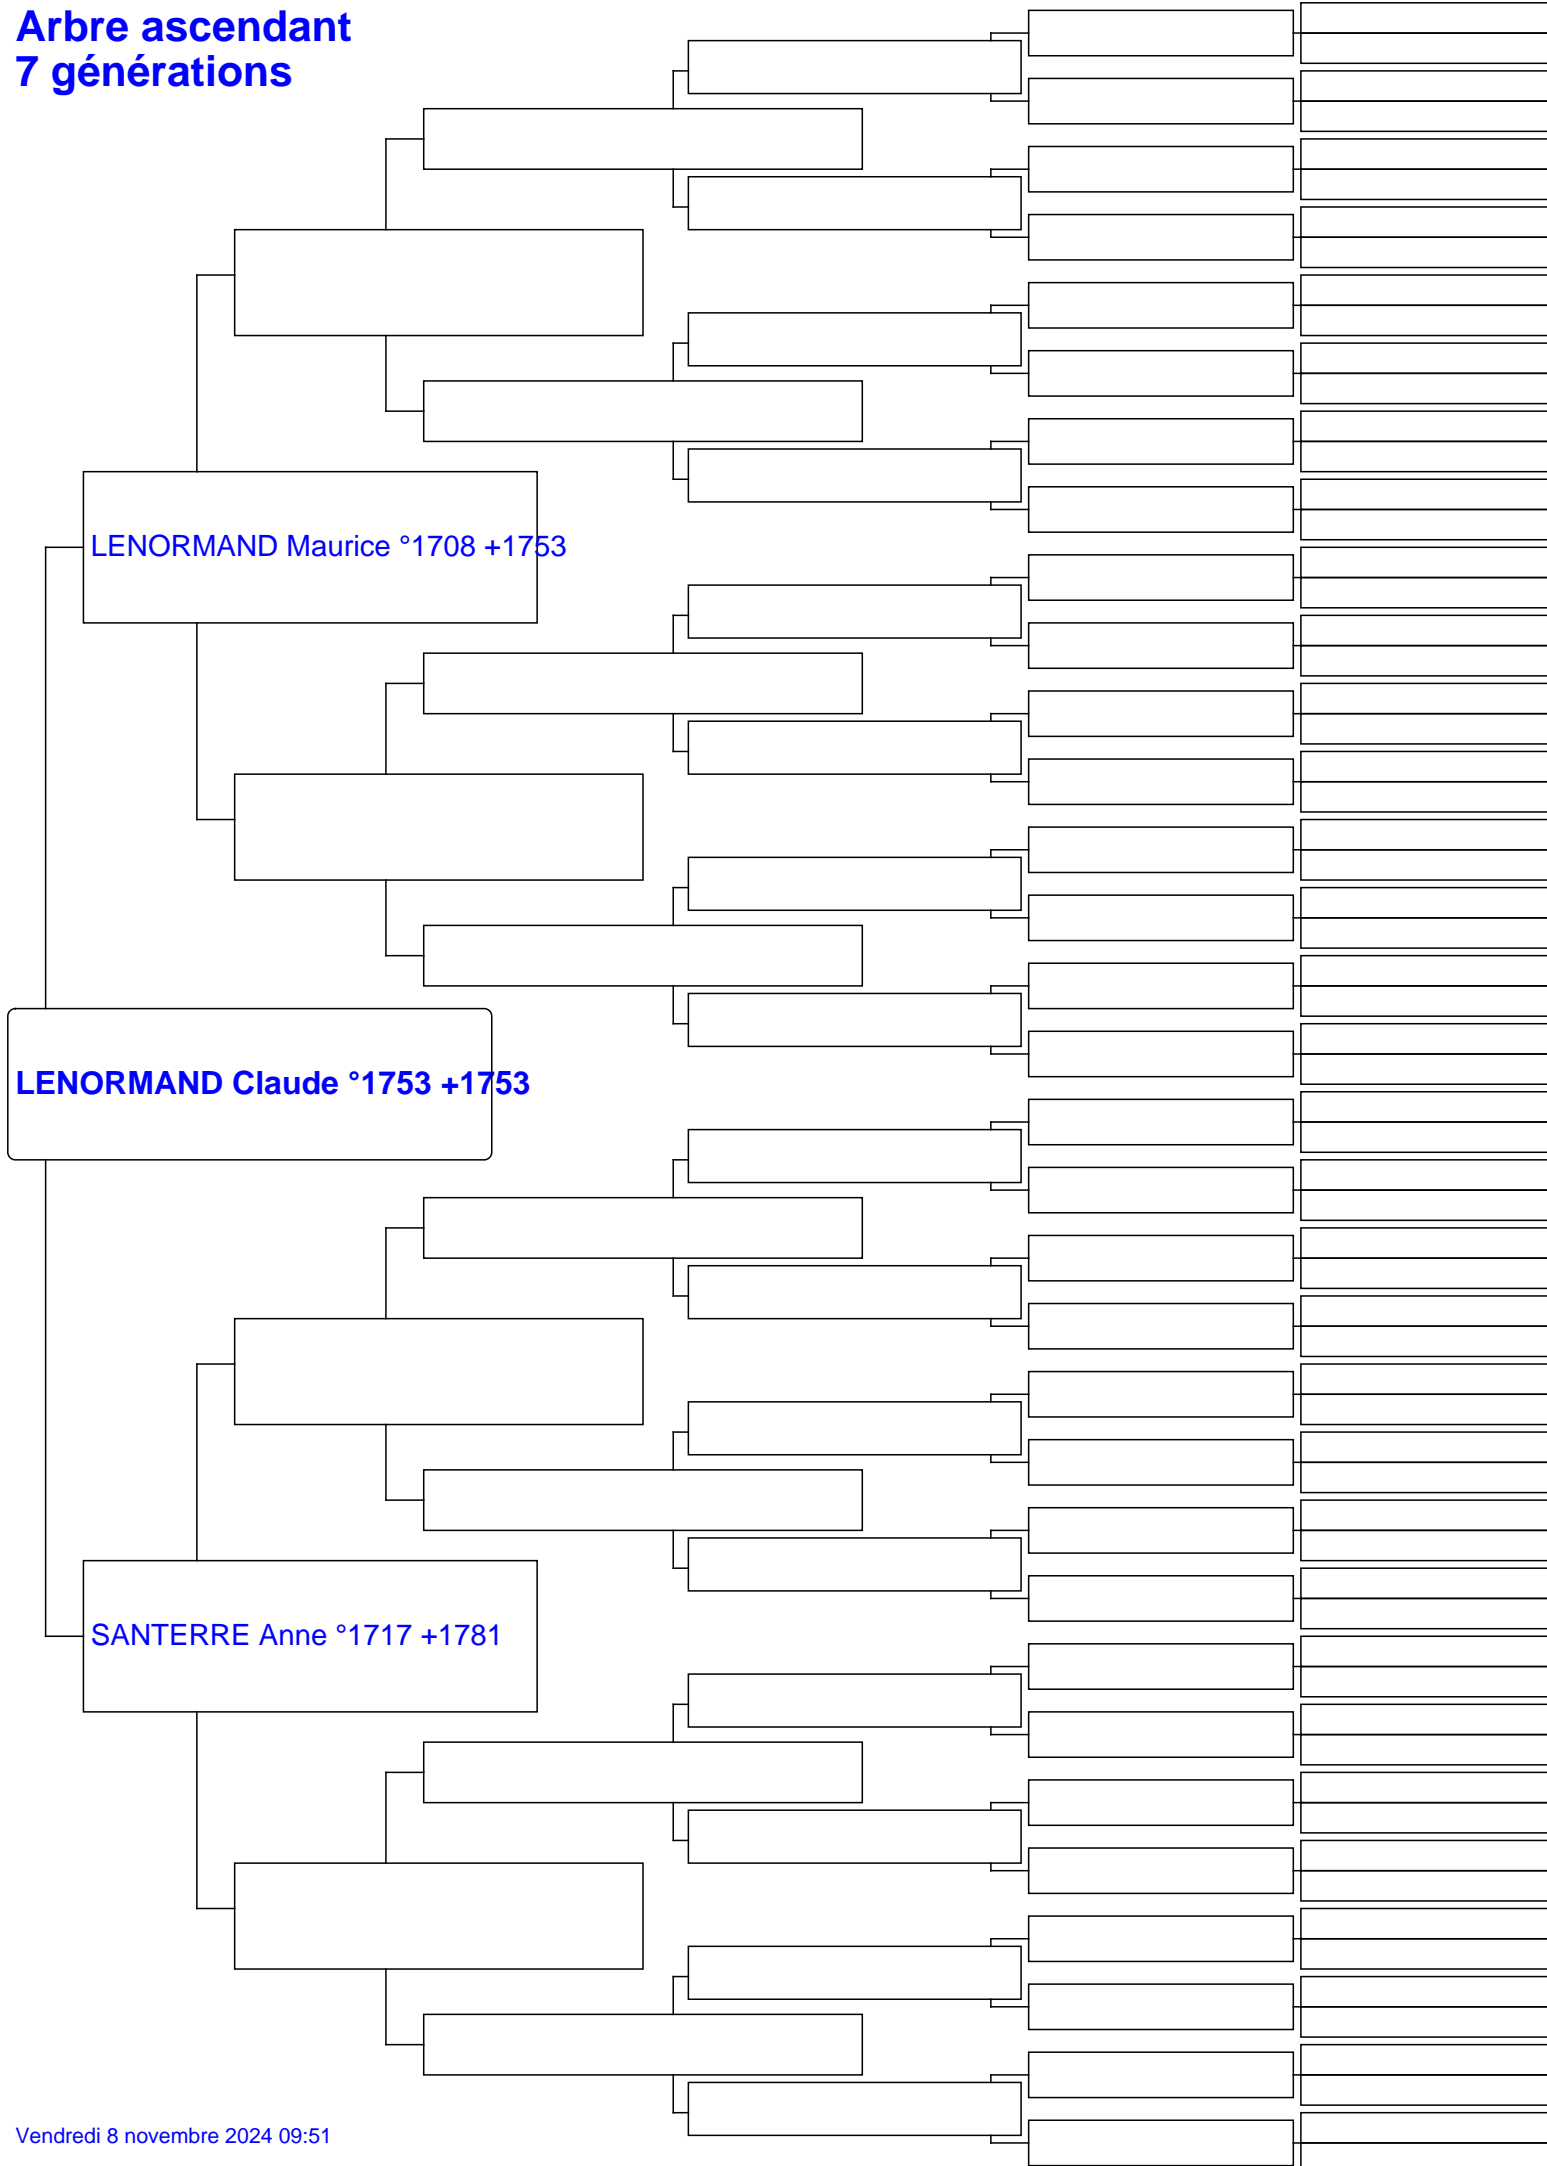 Arbre ascendant
7 générations
LENORMAND Maurice °1708 +1753
LENORMAND Claude °1753 +1753
SANTERRE Anne °1717 +1781
Vendredi 8 novembre 2024 09:51